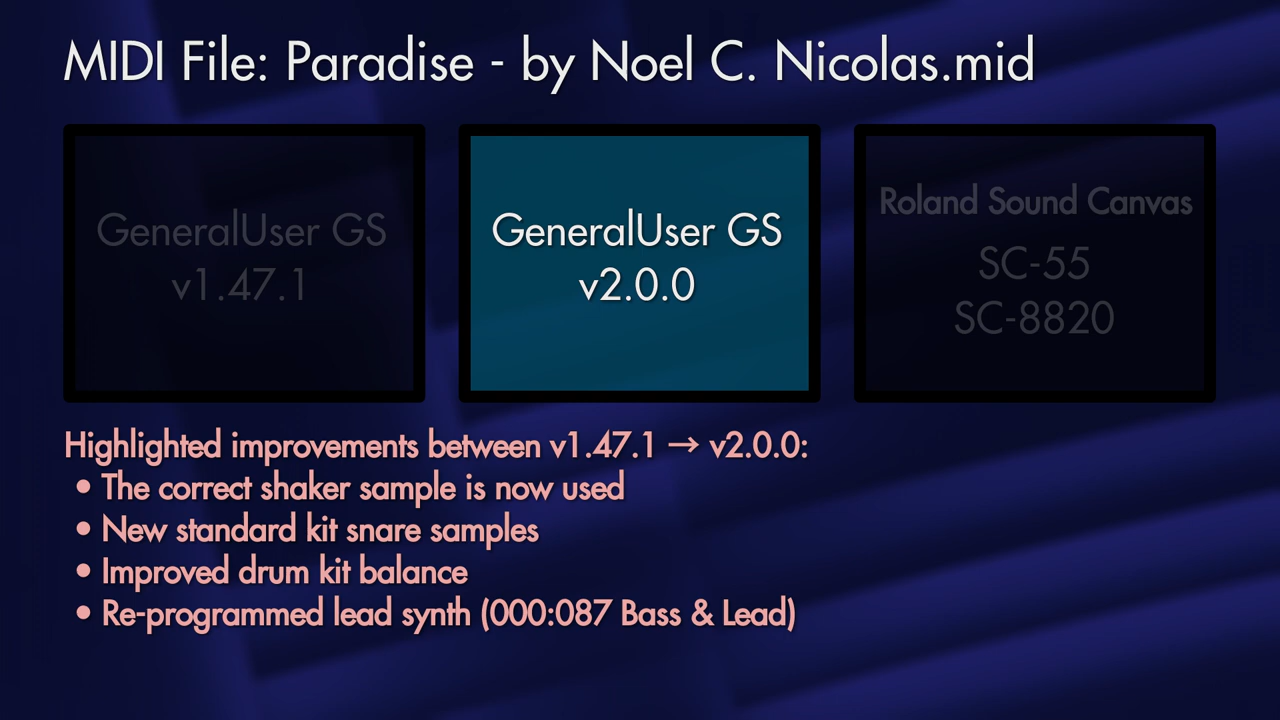 MIDI File: Paradise - by Noel C. Nicolas.mid
GeneralUser GS
v1.47.1
GeneralUser GS
v2.0.0
Roland Sound Canvas
SC-55
SC-8820
Highlighted improvements between v1.47.1 → v2.0.0:
• The correct shaker sample is now used
• New standard kit snare samples
• Improved drum kit balance
• Re-programmed lead synth (000:087 Bass & Lead)